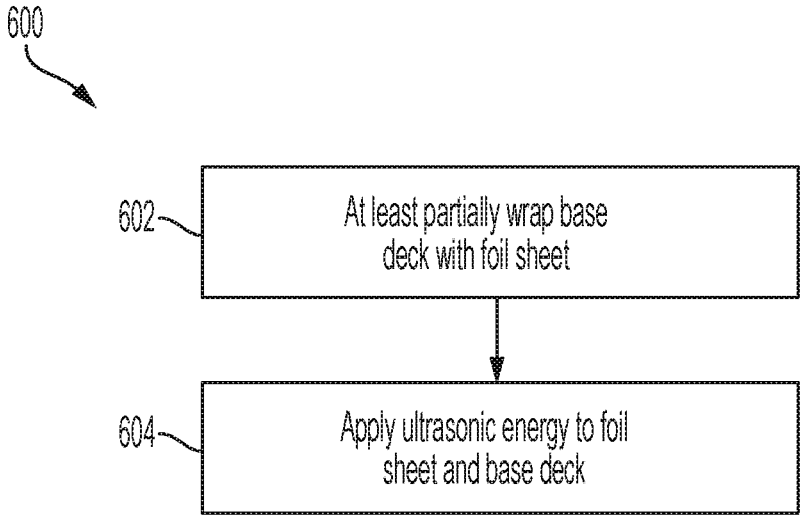 600
602
At least partially wrap base
deck with foil sheet
604
Apply ultrasonic energy to foil
sheet and base deck